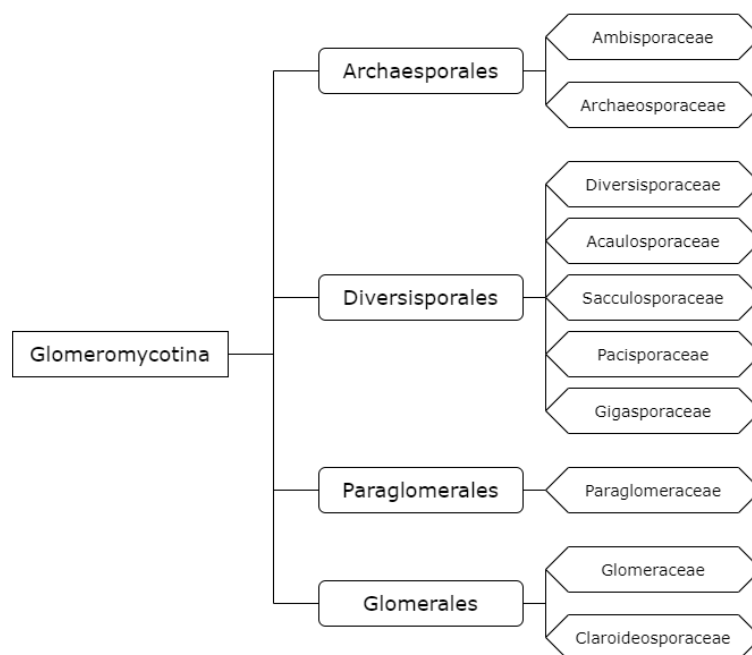 Glomeromycotina
Archaesporales
Ambisporaceae
Archaeosporaceae
Diversisporales
Diversisporaceae
Acaulosporaceae
Sacculosporaceae
Pacisporaceae
Gigasporaceae
Paraglomerales
Paraglomeraceae
Glomerales
Glomeraceae
Claroideosporaceae